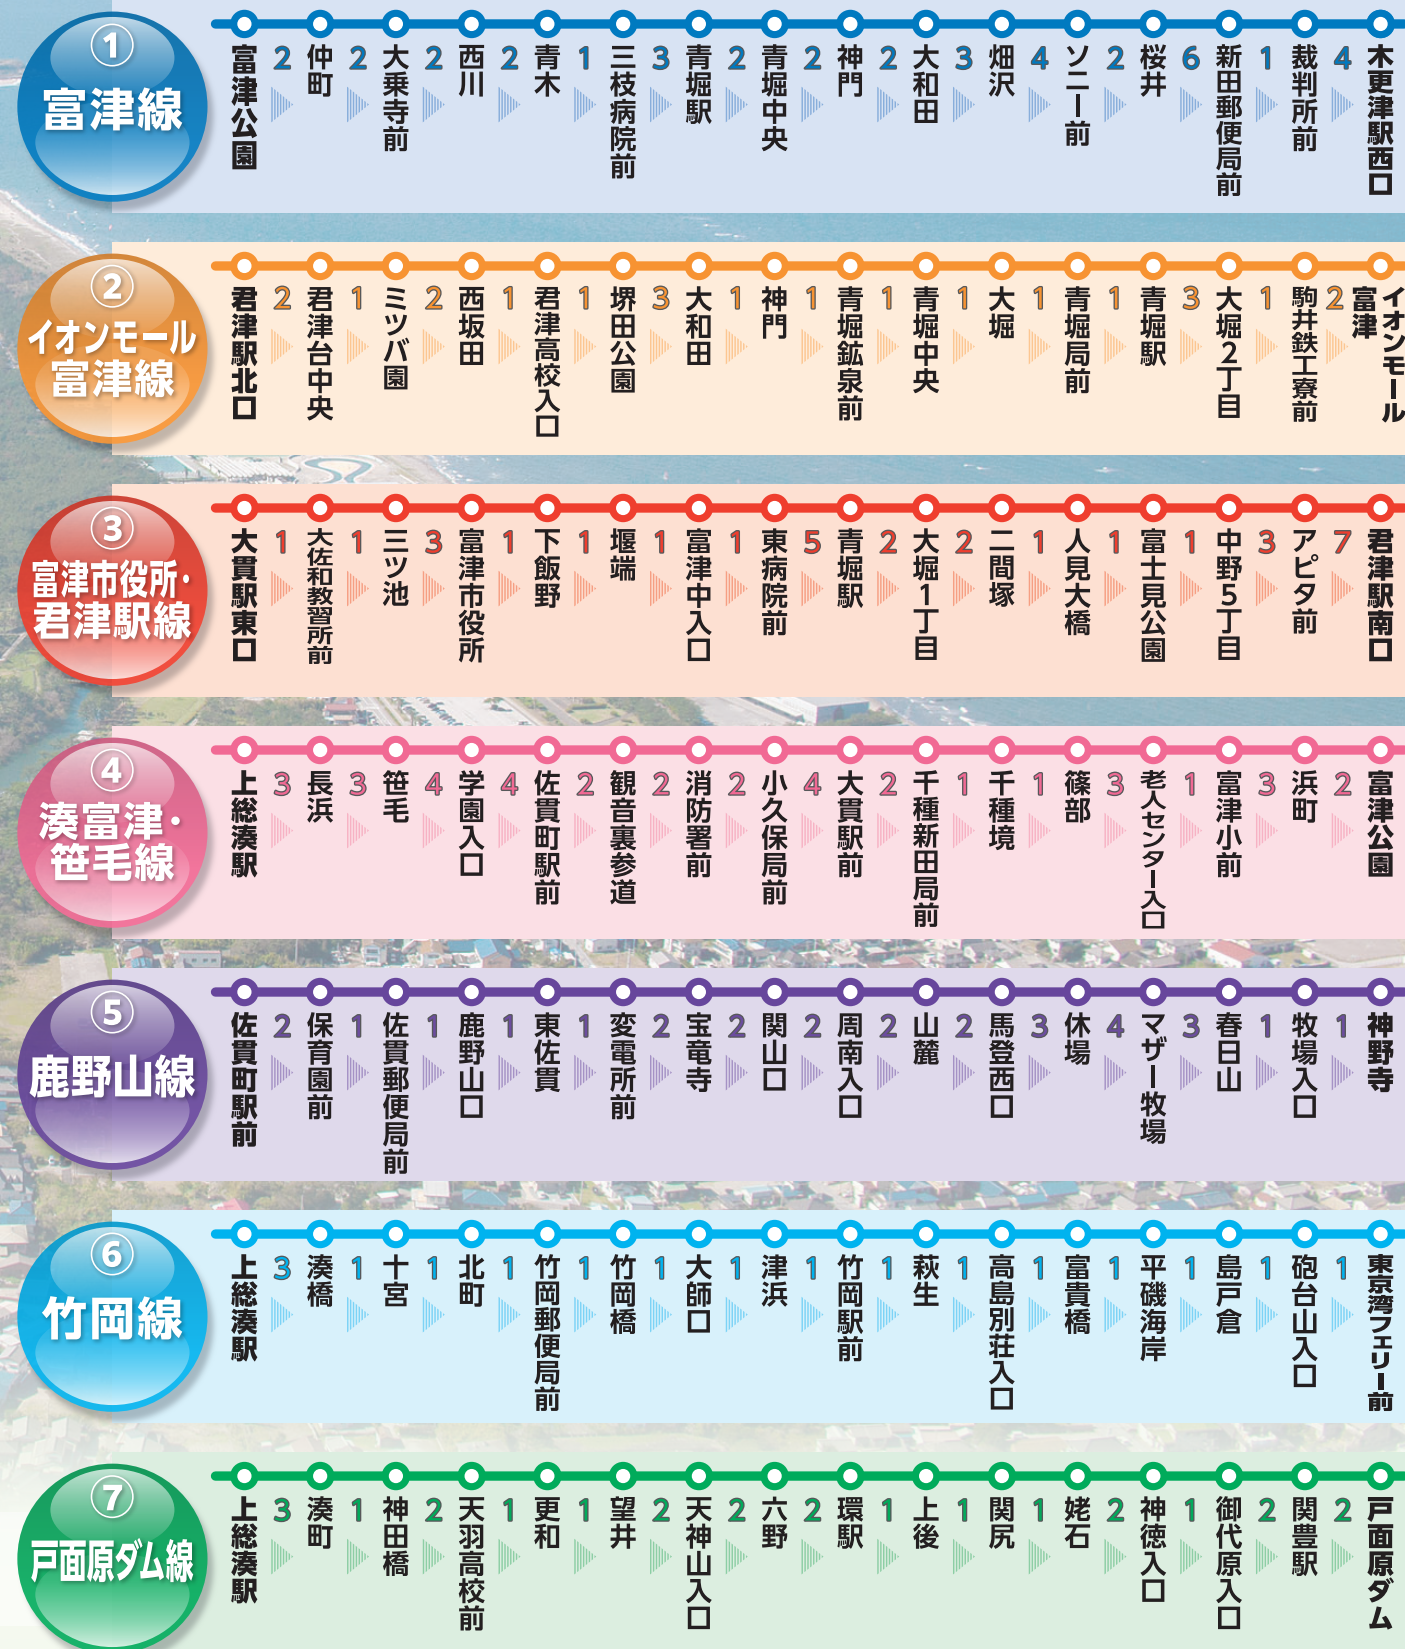 ①
富津線
富津公園
2
仲町
2
大乗寺前
2
西川
2
青木
1
三枝病院前
3
青堀駅
2
青堀中央
2
神門
2
大和田
3
畑沢
4
ソニー前
2
桜井
6
新田郵便局前
1
裁判所前
4
木更津駅西口
②
イオンモール
富津線
君津駅北口
2
君津台中央
1
ミツバ園
2
西坂田
1
君津高校入口
1
堺田公園
3
大和田
1
神門
1
青堀鉱泉前
1
青堀中央
1
大堀
1
青堀局前
1
青堀駅
3
大堀2丁目
1
駒井鉄工寮前
2
イオンモール
富津
③
富津市役所・
君津駅線
大貫駅東口
1
大佐和教習所前
1
三ツ池
3
富津市役所
1
下飯野
1
堰端
1
富津中入口
1
東病院前
5
青堀駅
2
大堀1丁目
2
二間塚
1
人見大橋
1
富士見公園
1
中野5丁目
3
アピタ前
7
君津駅南口
④
湊富津・
笹毛線
上総湊駅
3
長浜
3
笹毛
4
学園入口
4
佐貫町駅前
2
観音裏参道
2
消防署前
2
小久保局前
4
大貫駅前
2
千種新田局前
1
千種境
1
篠部
3
老人センター入口
1
富津小前
3
浜町
2
富津公園
⑤
鹿野山線
佐貫町駅前
2
保育園前
1
佐貫郵便局前
1
鹿野山口
1
東佐貫
1
変電所前
2
宝竜寺
2
関山口
2
周南入口
2
山麓
2
馬登西口
3
休場
4
マザー牧場
3
春日山
1
牧場入口
1
神野寺
⑥
竹岡線
上総湊駅
3
湊橋
1
十宮
1
北町
1
竹岡郵便局前
1
竹岡橋
1
大師口
1
津浜
1
竹岡駅前
1
萩生
1
高島別荘入口
1
富貴橋
1
平磯海岸
1
島戸倉
1
砲台山入口
1
東京湾フェリー前
⑦
戸面原ダム線
上総湊駅
3
湊町
1
神田橋
2
天羽高校前
1
更和
1
望井
2
天神山入口
2
六野
2
環駅
1
上後
1
関尻
1
姥石
2
神徳入口
1
御代原入口
2
関豊駅
2
戸面原ダム